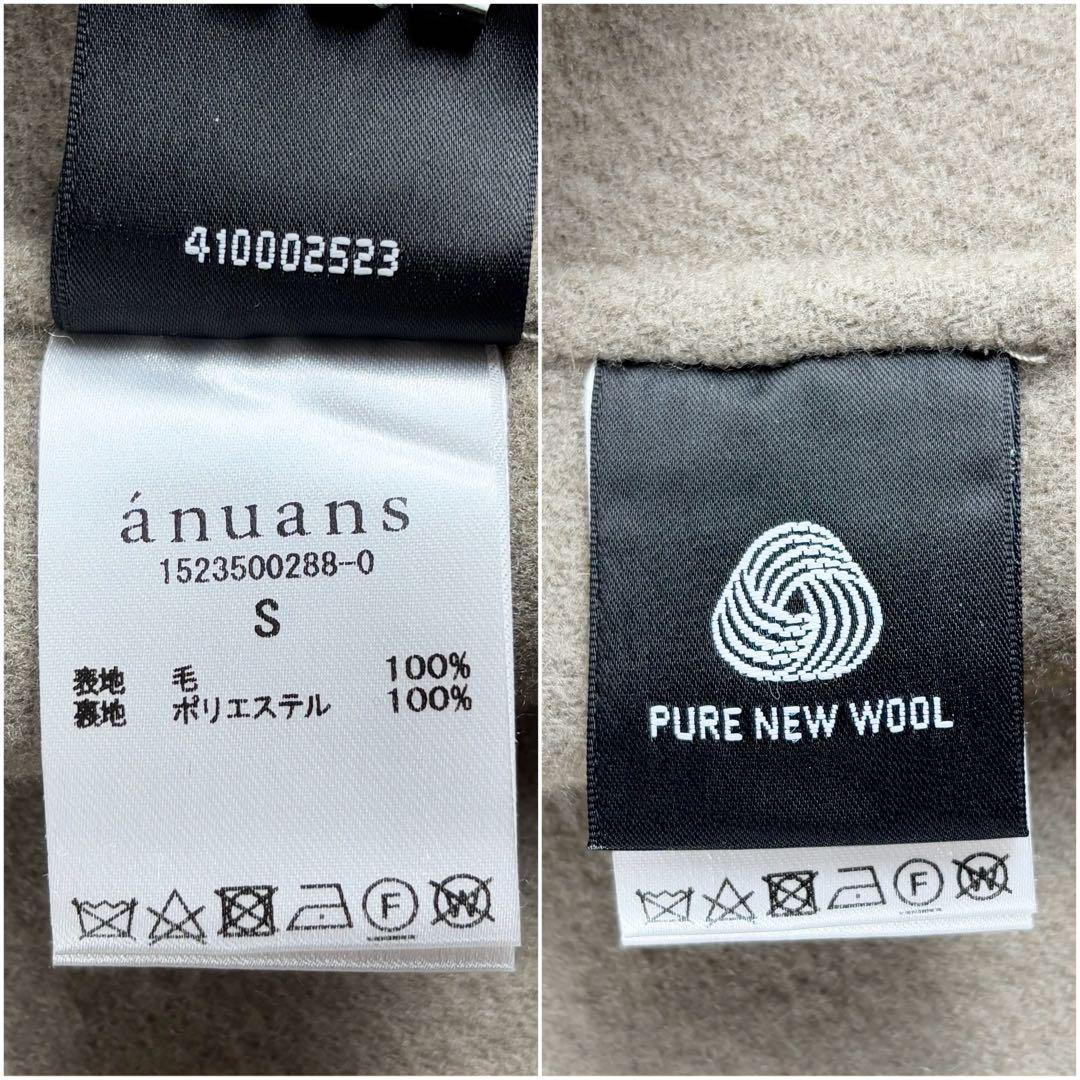 410002523
ánuans
1523500288--0
S
表地 毛 100%
裏地 ポリエステル 100%
F
W
PURE NEW WOOL
F
W